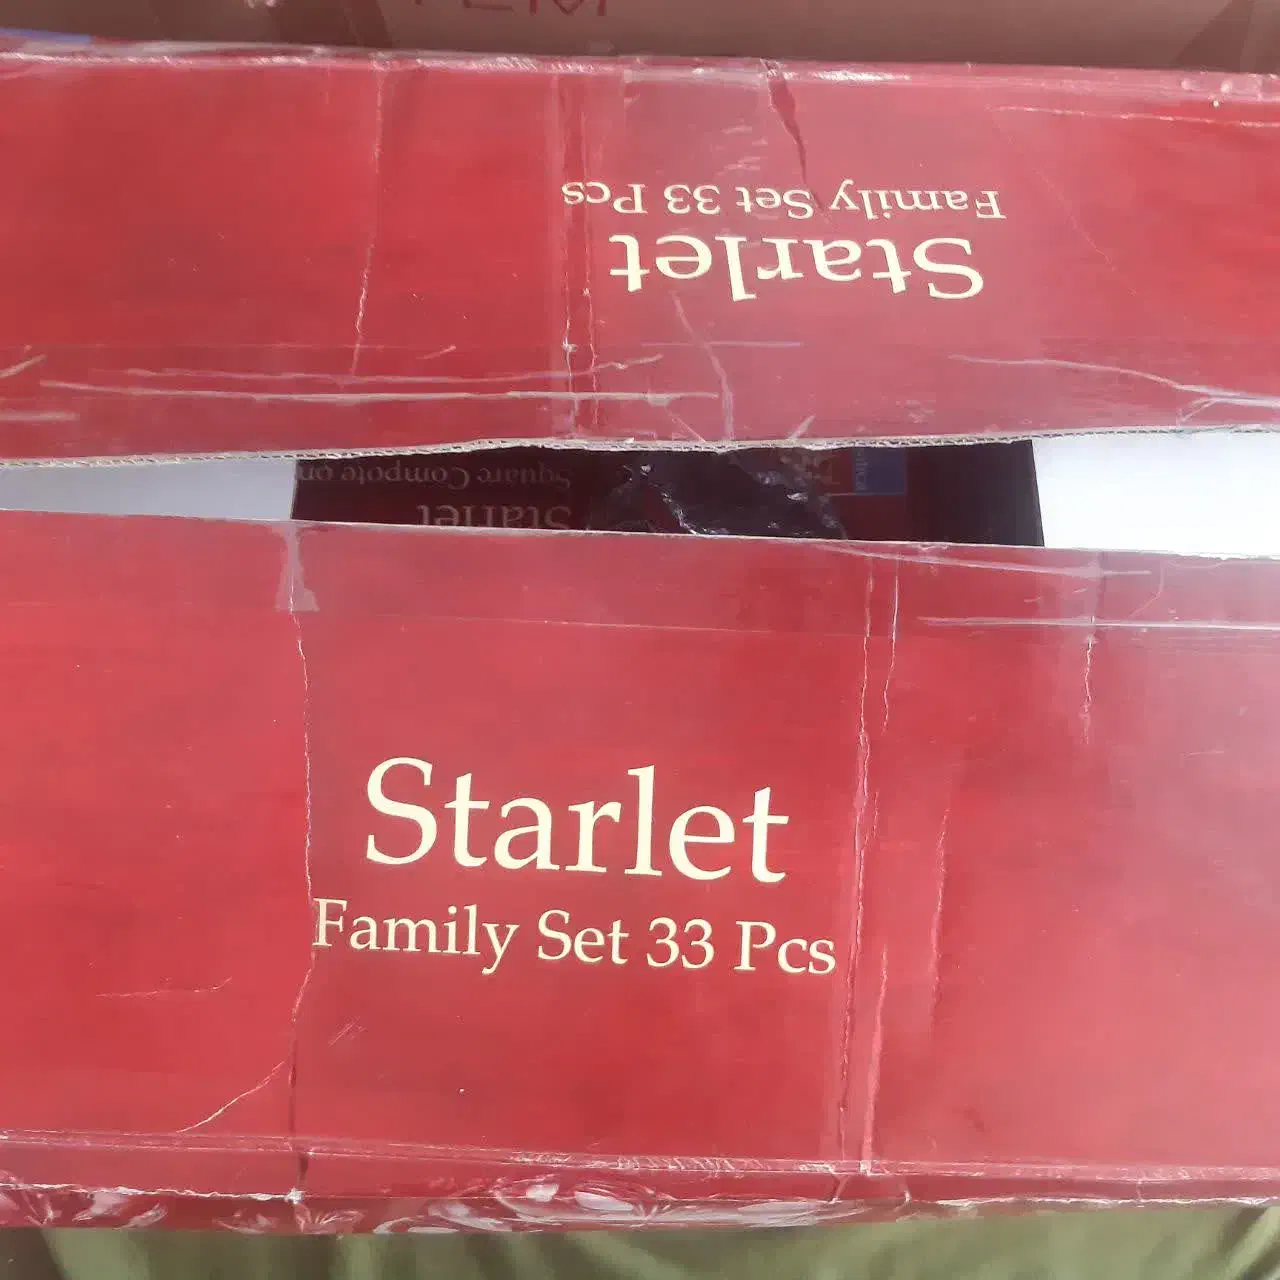 Family Set 33 Pcs
Starlet
Square Compote on
Starlet
Starlet
Family Set 33 Pcs